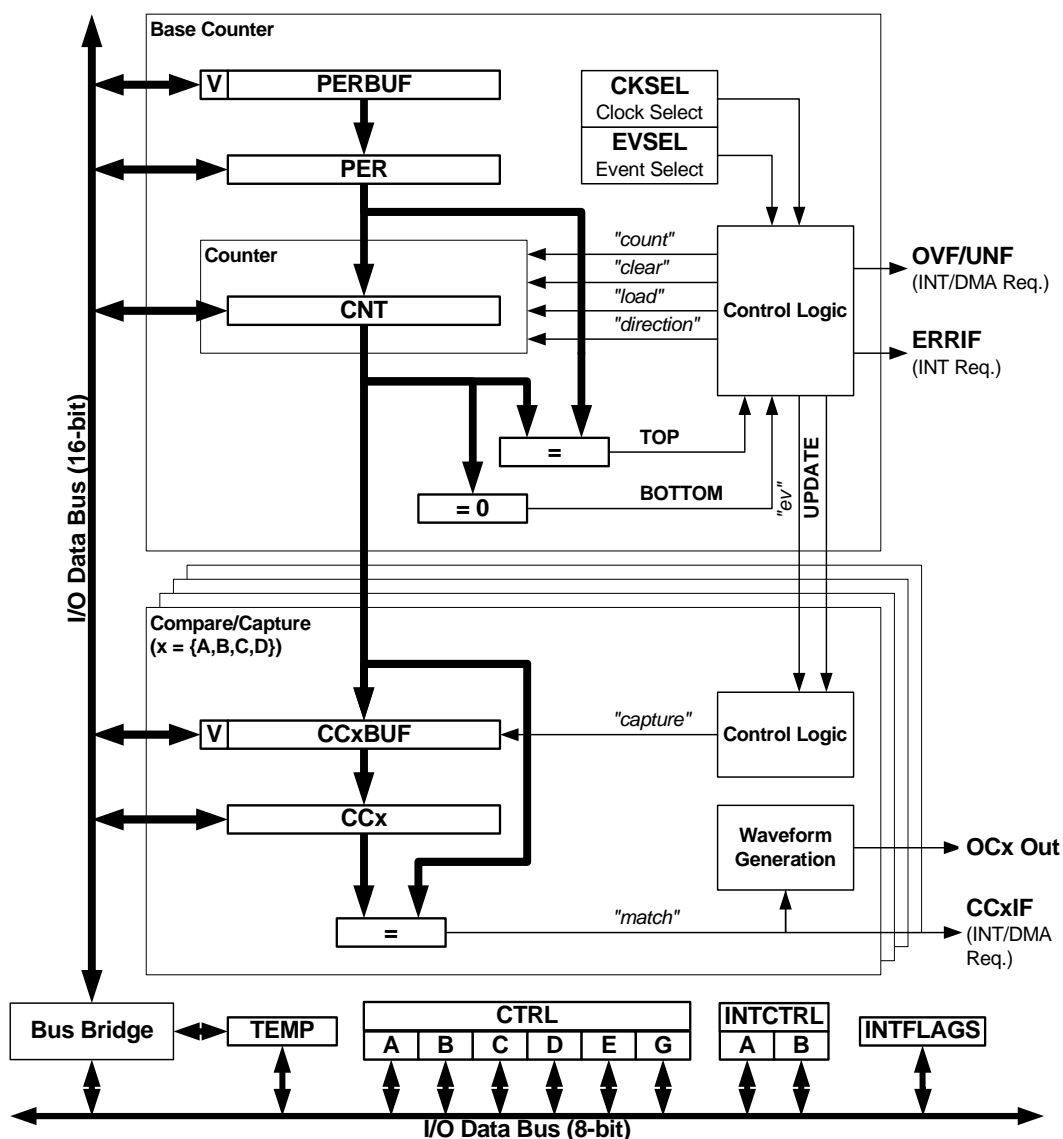 Base Counter
V
PERBUF
CKSEL
Clock Select
EVSEL
Event Select
PER
Counter
CNT
"count"
"clear"
"load"
"direction"
Control Logic
OVF/UNF
(INT/DMA Req.)
ERRIF
(INT Req.)
=
TOP
= 0
BOTTOM
"ev"
UPDATE
I/O Data Bus (16-bit)
Compare/Capture
(x = {A,B,C,D})
V
CCxBUF
"capture"
Control Logic
CCx
Waveform
Generation
OCx Out
=
"match"
CCxIF
(INT/DMA
Req.)
Bus Bridge
TEMP
CTRL
A B C D E G
INTCTRL
A B
INTFLAGS
I/O Data Bus (8-bit)